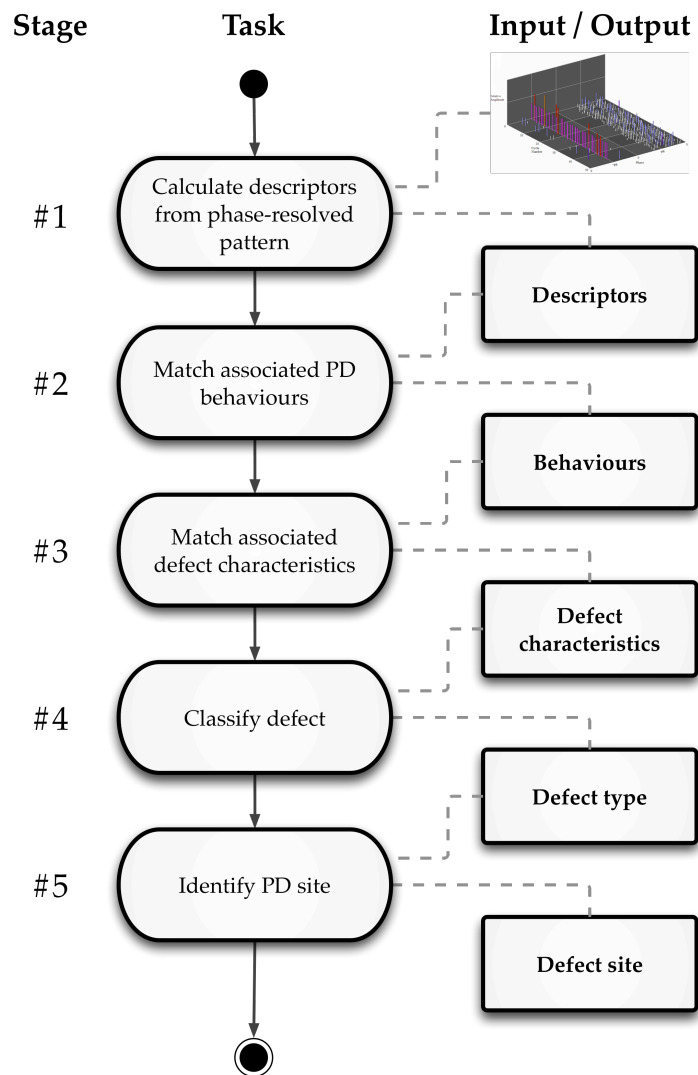 Stage Task Input / Output
#1
Calculate descriptors
from phase-resolved
pattern
Descriptors
#2
Match associated PD
behaviours
Behaviours
#3
Match associated
defect characteristics
Defect
characteristics
#4
Classify defect
Defect type
#5
Identify PD site
Defect site